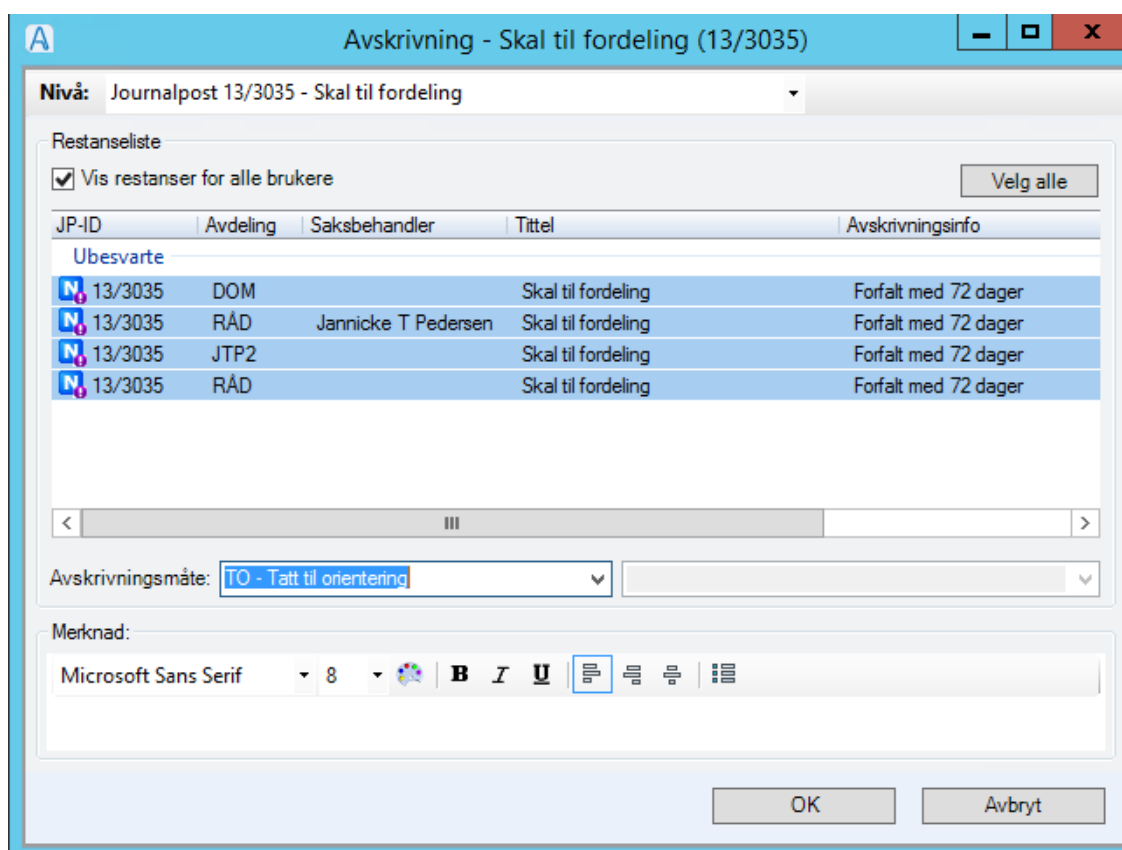 Avskrivning - Skal til fordeling (13/3035)
Nivå: Journalpost 13/3035 - Skal til fordeling
Restanseliste
Vis restanser for alle brukere
Velg alle
JP-ID Avdeling Saksbehandler Tittel Avskrivningsinfo
Ubesvarte
N 13/3035 DOM Skal til fordeling Forfalt med 72 dager
N 13/3035 RÅD Jannicke T Pedersen Skal til fordeling Forfalt med 72 dager
N 13/3035 JTP2 Skal til fordeling Forfalt med 72 dager
N 13/3035 RÅD Skal til fordeling Forfalt med 72 dager
Avskrivningsmåte: TO - Tatt til orientering
Merknad:
Microsoft Sans Serif 8 B I U
OK Avbryt